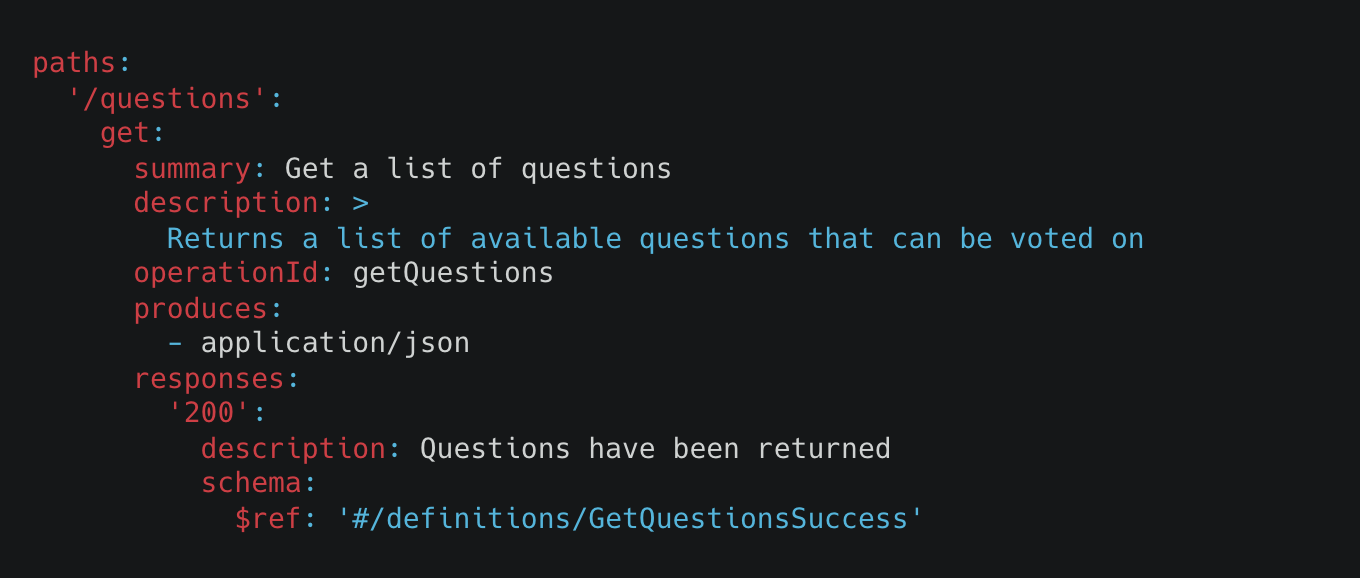 paths:
  '/questions':
    get:
      summary: Get a list of questions
      description: >
        Returns a list of available questions that can be voted on
      operationId: getQuestions
      produces:
        - application/json
      responses:
        '200':
          description: Questions have been returned
          schema:
            $ref: '#/definitions/GetQuestionsSuccess'